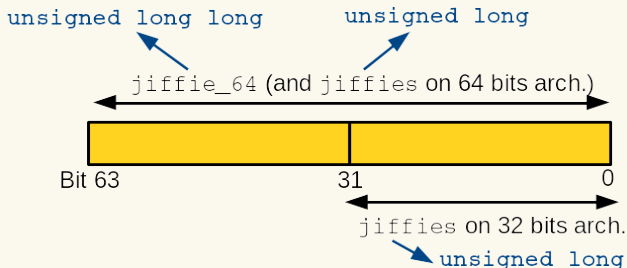 unsigned long long unsigned long
jiffie_64 (and jiffies on 64 bits arch.)
Bit 63 31 0
jiffies on 32 bits arch.
unsigned long